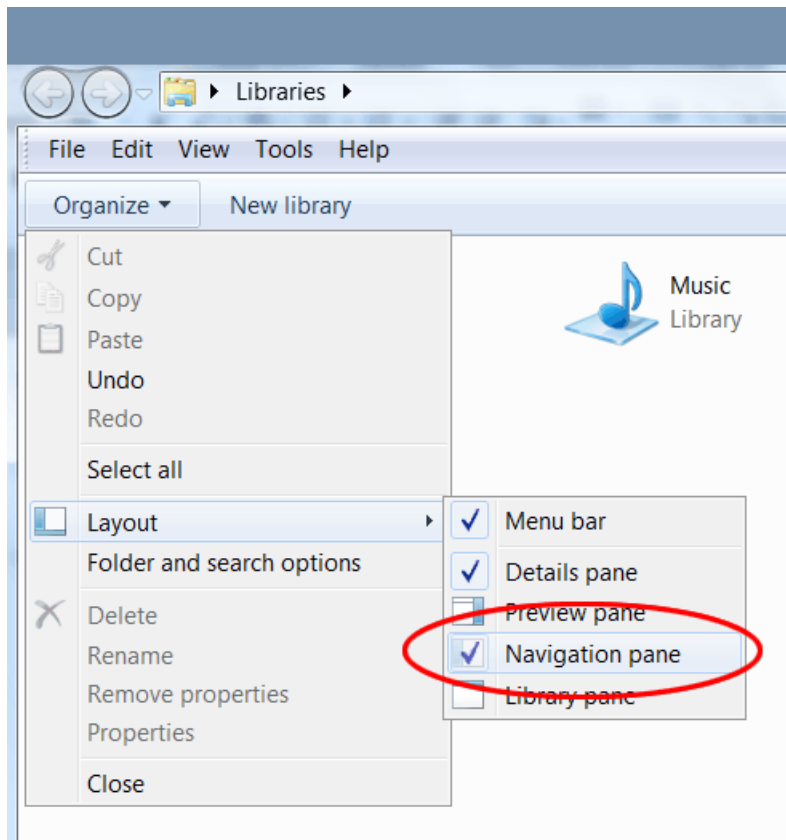 Libraries
File Edit View Tools Help
Organize New library
Cut
Copy
Paste
Undo
Redo
Select all
Layout
Folder and search options
Delete
Rename
Remove properties
Properties
Close
Menu bar
Details pane
Preview pane
Navigation pane
Library pane
Music
Library